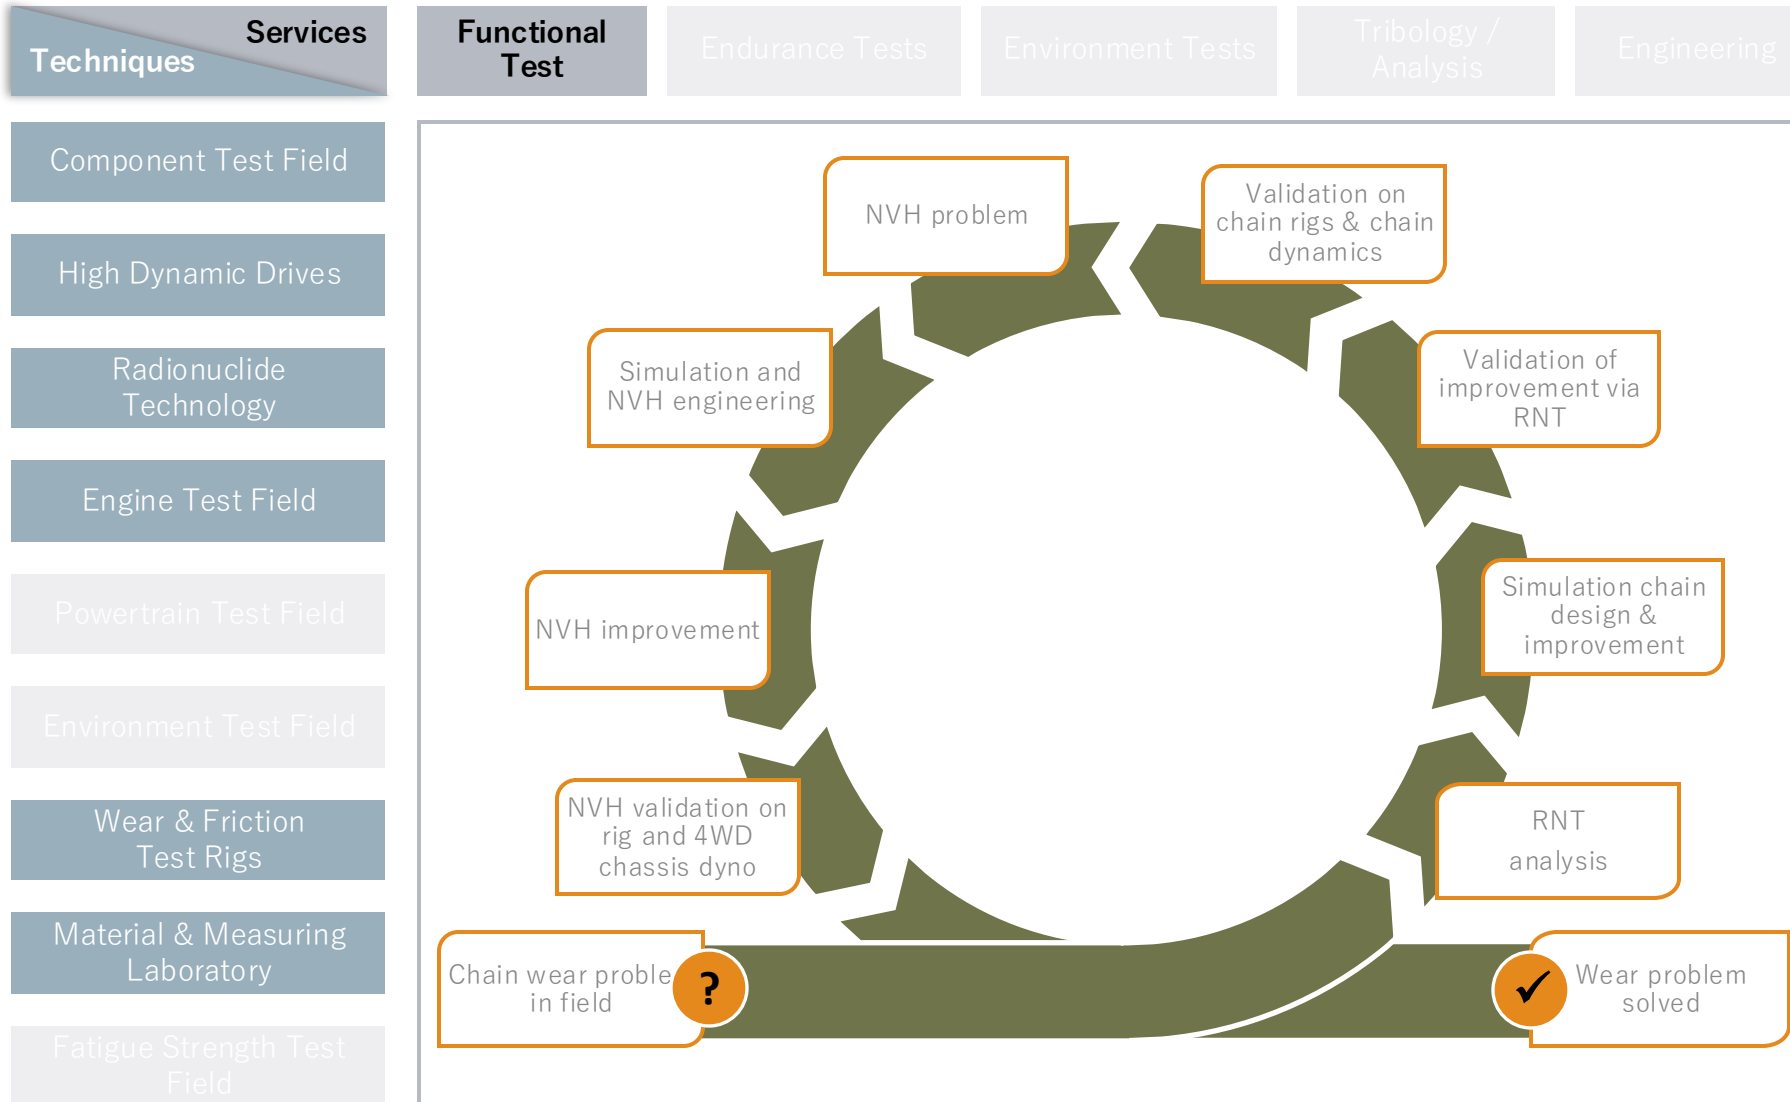 Services
Techniques
Functional
Test
Endurance Tests
Environment Tests
Tribology /
Analysis
Engineering
Component Test Field
High Dynamic Drives
Radionuclide
Technology
Engine Test Field
Powertrain Test Field
Environment Test Field
Wear & Friction
Test Rigs
Material & Measuring
Laboratory
Fatigue Strength Test
Field
NVH problem
Validation on
chain rigs & chain
dynamics
Simulation and
NVH engineering
Validation of
improvement via
RNT
NVH improvement
Simulation chain
design &
improvement
NVH validation on
rig and 4WD
chassis dyno
RNT
analysis
Chain wear proble
in field
?
Wear problem
solved